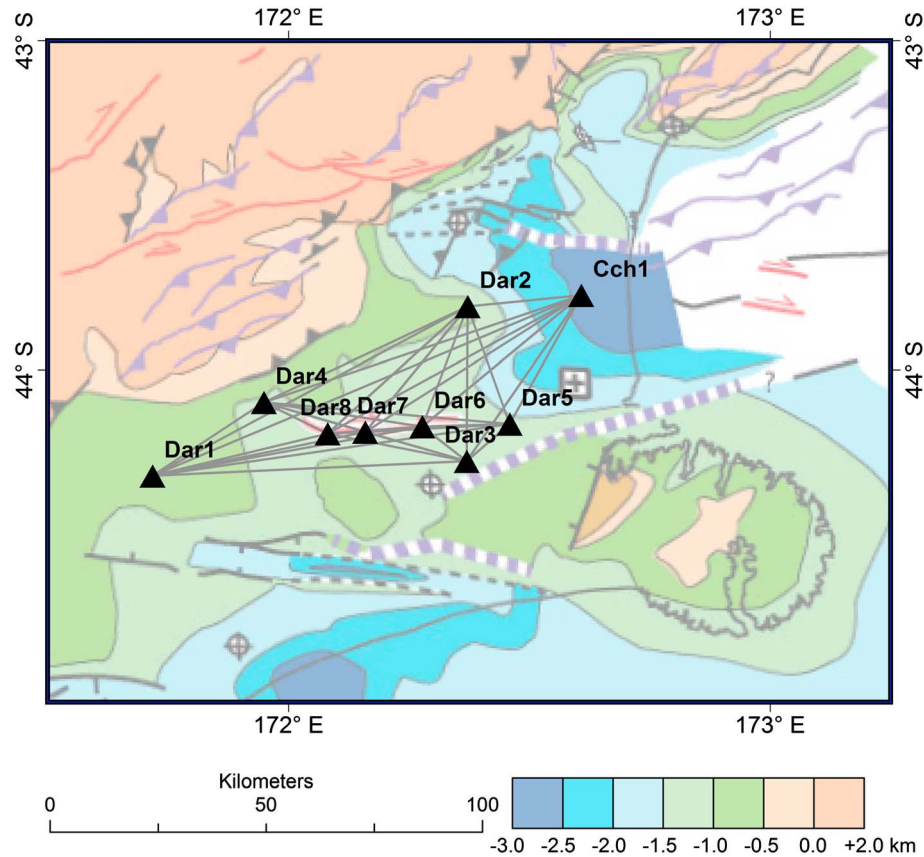 172° E 173° E
43° S 43° S
Cch1
Dar2
44° S 44° S
Dar4
Dar5
Dar8 Dar7 Dar6
Dar3
Dar1
?
172° E 173° E
Kilometers
0 50 100
-3.0 -2.5 -2.0 -1.5 -1.0 -0.5 0.0 +2.0 km